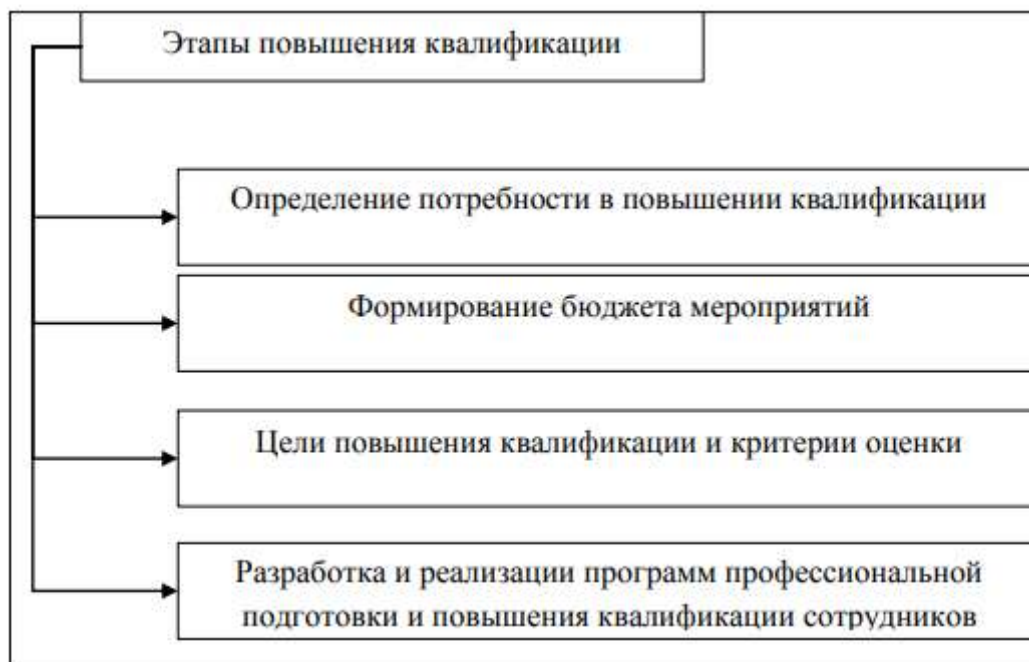 Этапы повышения квалификации
Определение потребности в повышении квалификации
Формирование бюджета мероприятий
Цели повышения квалификации и критерии оценки
Разработка и реализации программ профессиональной
подготовки и повышения квалификации сотрудников